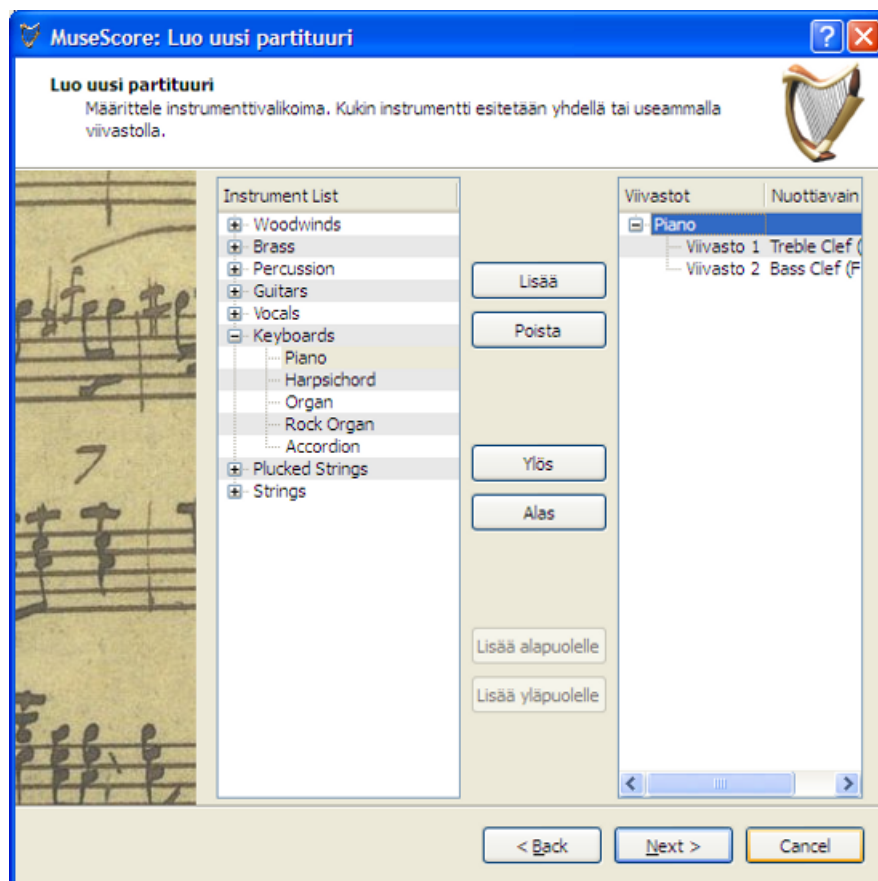 MuseScore: Luo uusi partituuri
Luo uusi partituuri
Määrittele instrumenttivalikoima. Kukin instrumentti esitetään yhdellä tai useammalla
viivastolla.
Instrument List
Woodwinds
Brass
Percussion
Guitars
Vocals
Keyboards
Piano
Harpsichord
Organ
Rock Organ
Accordion
Plucked Strings
Strings
Lisää
Poista
Ylös
Alas
Lisää alapuolelle
Lisää yläpuolelle
Viivastot Nuottiavain
Piano
Viivasto 1 Treble Clef (
Viivasto 2 Bass Clef (F
< Back
Next >
Cancel